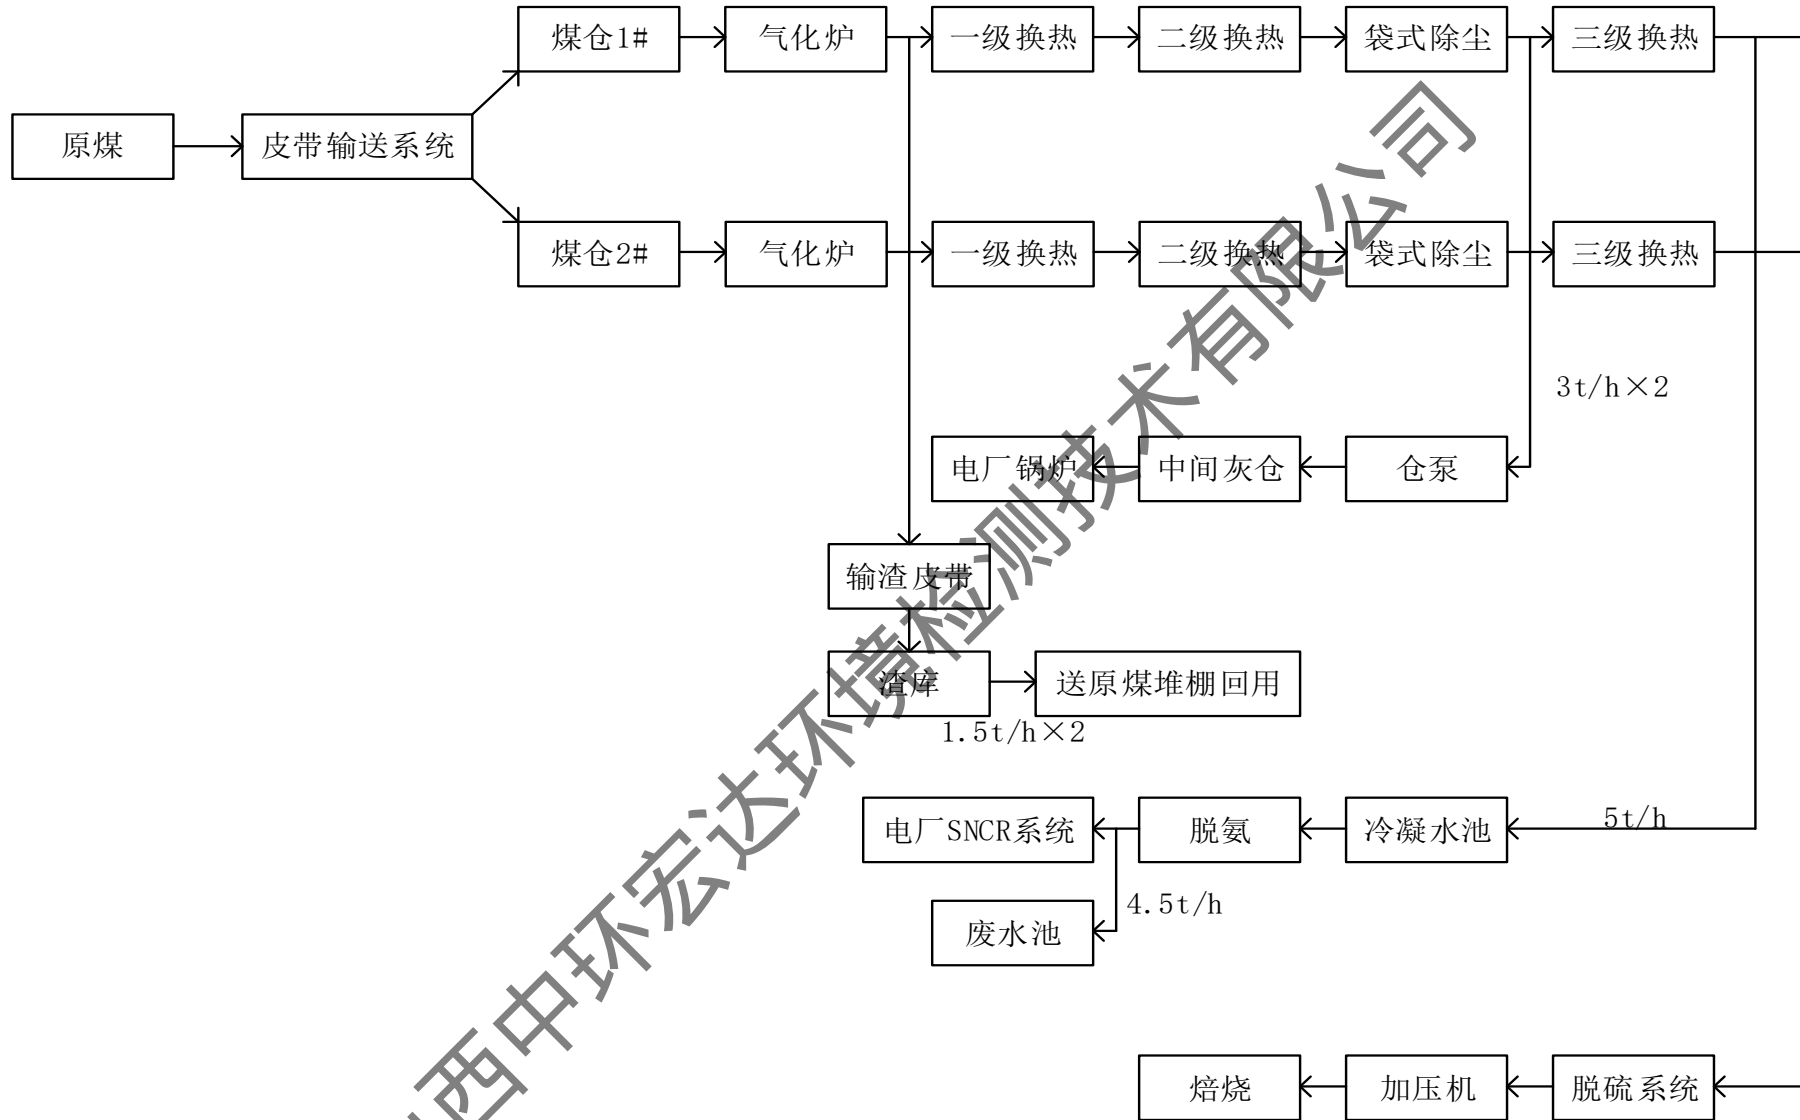 煤仓1#
气化炉
一级换热
二级换热
袋式除尘
三级换热
原煤
皮带输送系统
煤仓2#
气化炉
一级换热
二级换热
袋式除尘
三级换热
3t/h×2
电厂锅炉
中间灰仓
仓泵
输渣皮带
渣库
送原煤堆棚回用
1.5t/h×2
电厂SNCR系统
脱氨
冷凝水池
5t/h
4.5t/h
废水池
焙烧
加压机
脱硫系统
西中环宏达环境检测技术有限公司